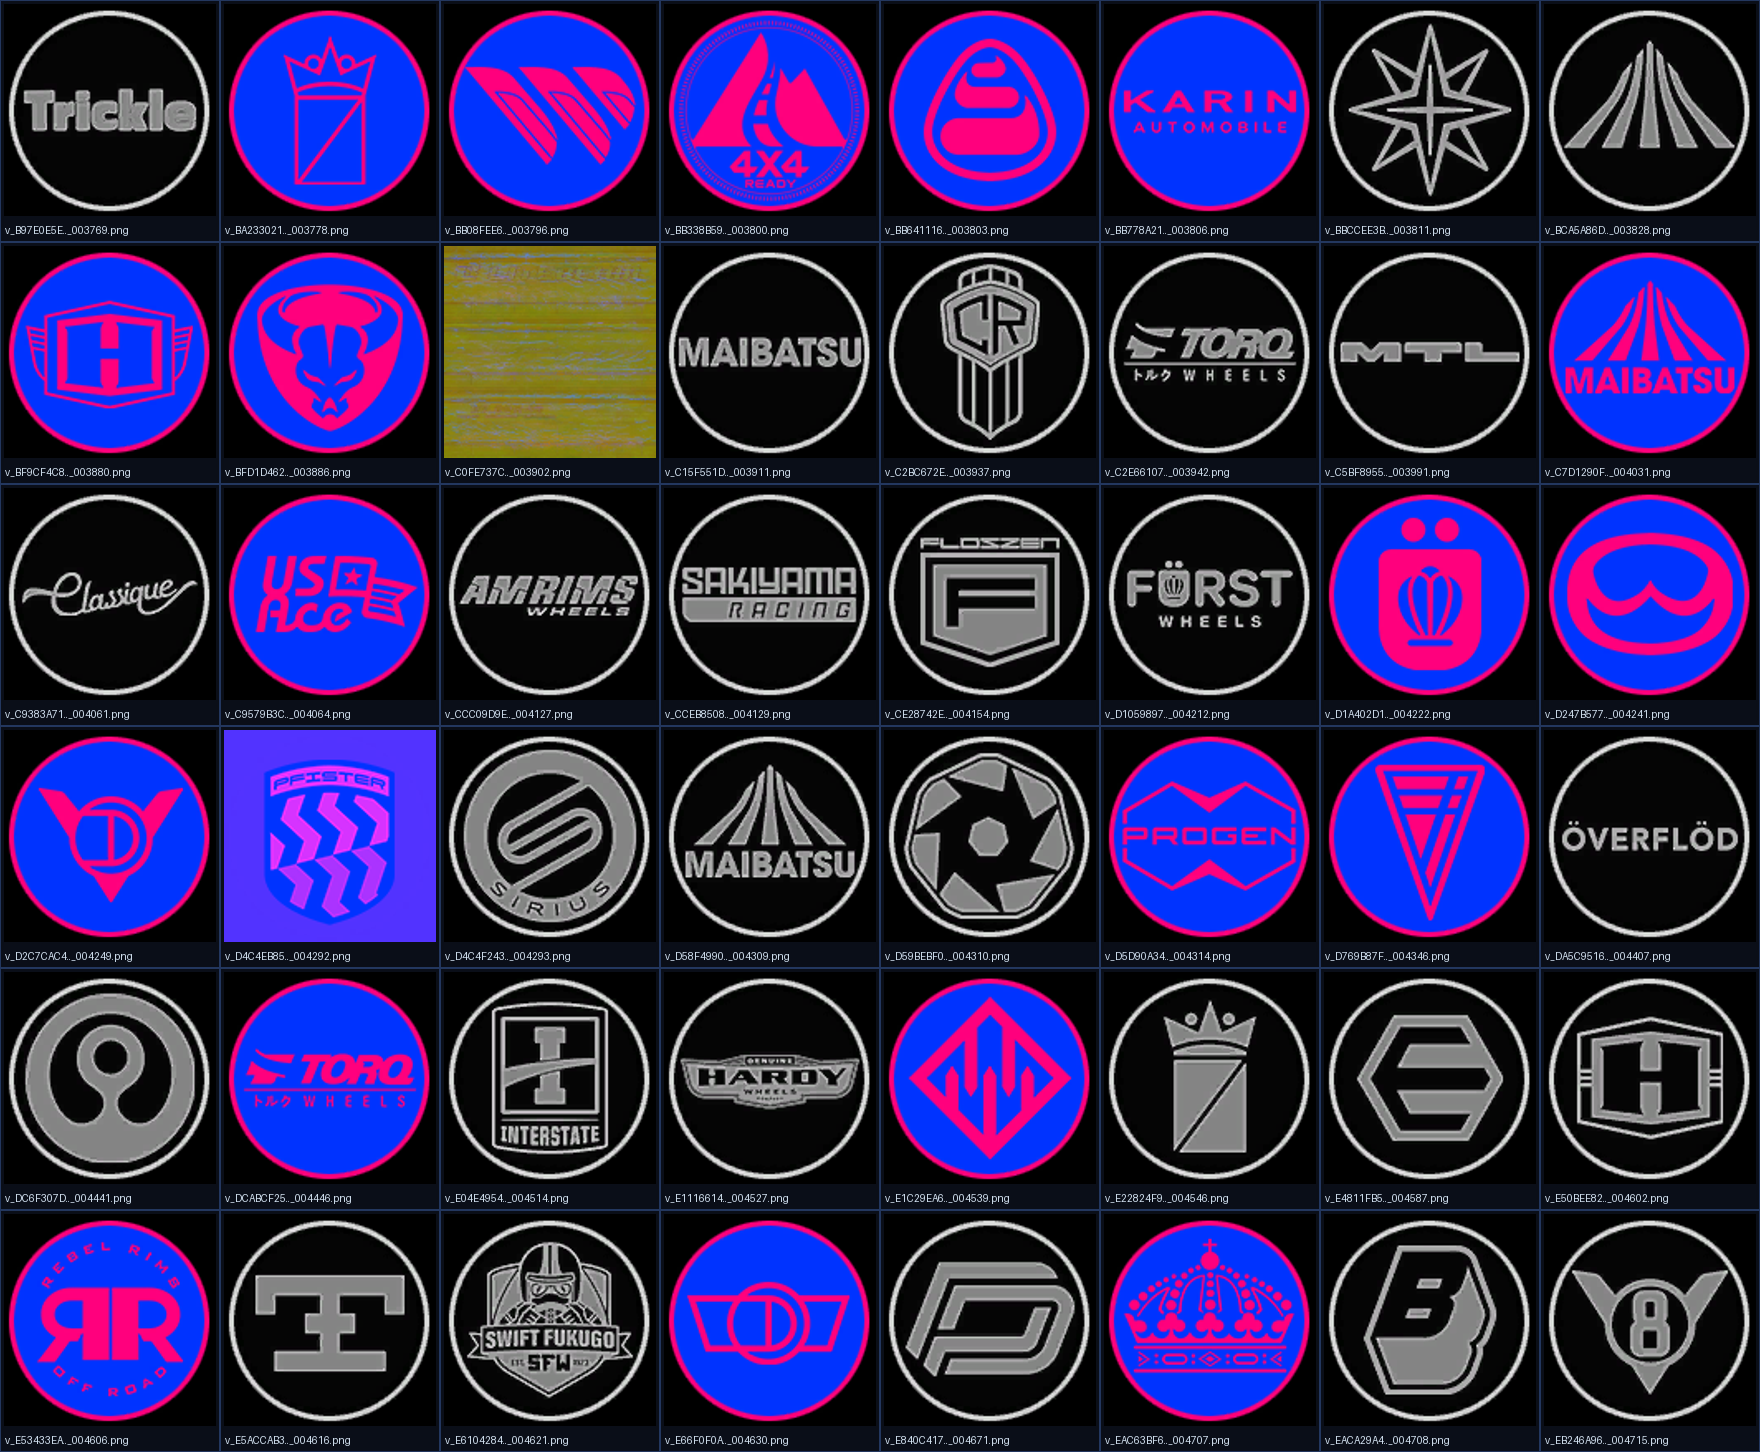 Trickle
4X4
READY
KARIN
AUTOMOBILE
v_B97E0E5E.._003769.png
v_BA233021.._003778.png
v_BB08FEE6.._003796.png
v_BB338B59.._003800.png
v_BB641116.._003803.png
v_BB778A21.._003806.png
v_BBCCEE3B.._003811.png
v_BCA5A86D.._003828.png
H
MAIBATSU
CR
TORQ
トルク WHEELS
MTL
MAIBATSU
v_BF9CF4C8.._003880.png
v_BFD1D462.._003886.png
v_C0FE737C.._003902.png
v_C15F551D.._003911.png
v_C2BC672E.._003937.png
v_C2E66107.._003942.png
v_C5BF8955.._003991.png
v_C7D1290F.._004031.png
Classique
US
Ace
AMRIMS
WHEELS
SAKIYAMA
RACING
FLOSZEN
F
FÖRST
WHEELS
v_C9383A71.._004061.png
v_C9579B3C.._004064.png
v_CCC09D9E.._004127.png
v_CCEB8508.._004129.png
v_CE28742E.._004154.png
v_D1059897.._004212.png
v_D1A402D1.._004222.png
v_D247B577.._004241.png
D
PFISTER
SIRIUS
MAIBATSU
PROGEN
ÖVERFLÖD
v_D2C7CAC4.._004249.png
v_D4C4EB85.._004292.png
v_D4C4F243.._004293.png
v_D58F4990.._004309.png
v_D59BEBF0.._004310.png
v_D5D90A34.._004314.png
v_D769B87F.._004346.png
v_DA5C9516.._004407.png
TORQ
トルク WHEELS
I
INTERSTATE
GENUINE
HARDY
WHEELS
E
H
v_DC6F307D.._004441.png
v_DCABCF25.._004446.png
v_E04E4954.._004514.png
v_E1116614.._004527.png
v_E1C29EA6.._004539.png
v_E22824F9.._004546.png
v_E4811FB5.._004587.png
v_E50BEE82.._004602.png
REBEL RIMS
RR
OFF ROAD
SWIFT FUKUGO
EST. SFW 1973
D
B
8
v_E53433EA.._004606.png
v_E5ACCAB3.._004616.png
v_E6104284.._004621.png
v_E66F0F0A.._004630.png
v_E840C417.._004671.png
v_EAC63BF6.._004707.png
v_EACA29A4.._004708.png
v_EB246A96.._004715.png